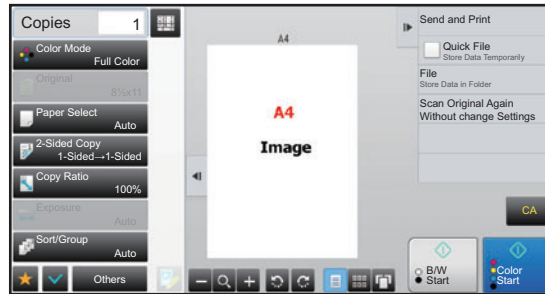 Copies 1
Color Mode
Full Color
Original
8½x11
Paper Select
Auto
2-Sided Copy
1-Sided→1-Sided
Copy Ratio
100%
Exposure
Auto
Sort/Group
Auto
Others
A4
A4
Image
Send and Print
Quick File
Store Data Temporarily
File
Store Data in Folder
Scan Original Again
Without change Settings
CA
B/W
Start
Color
Start